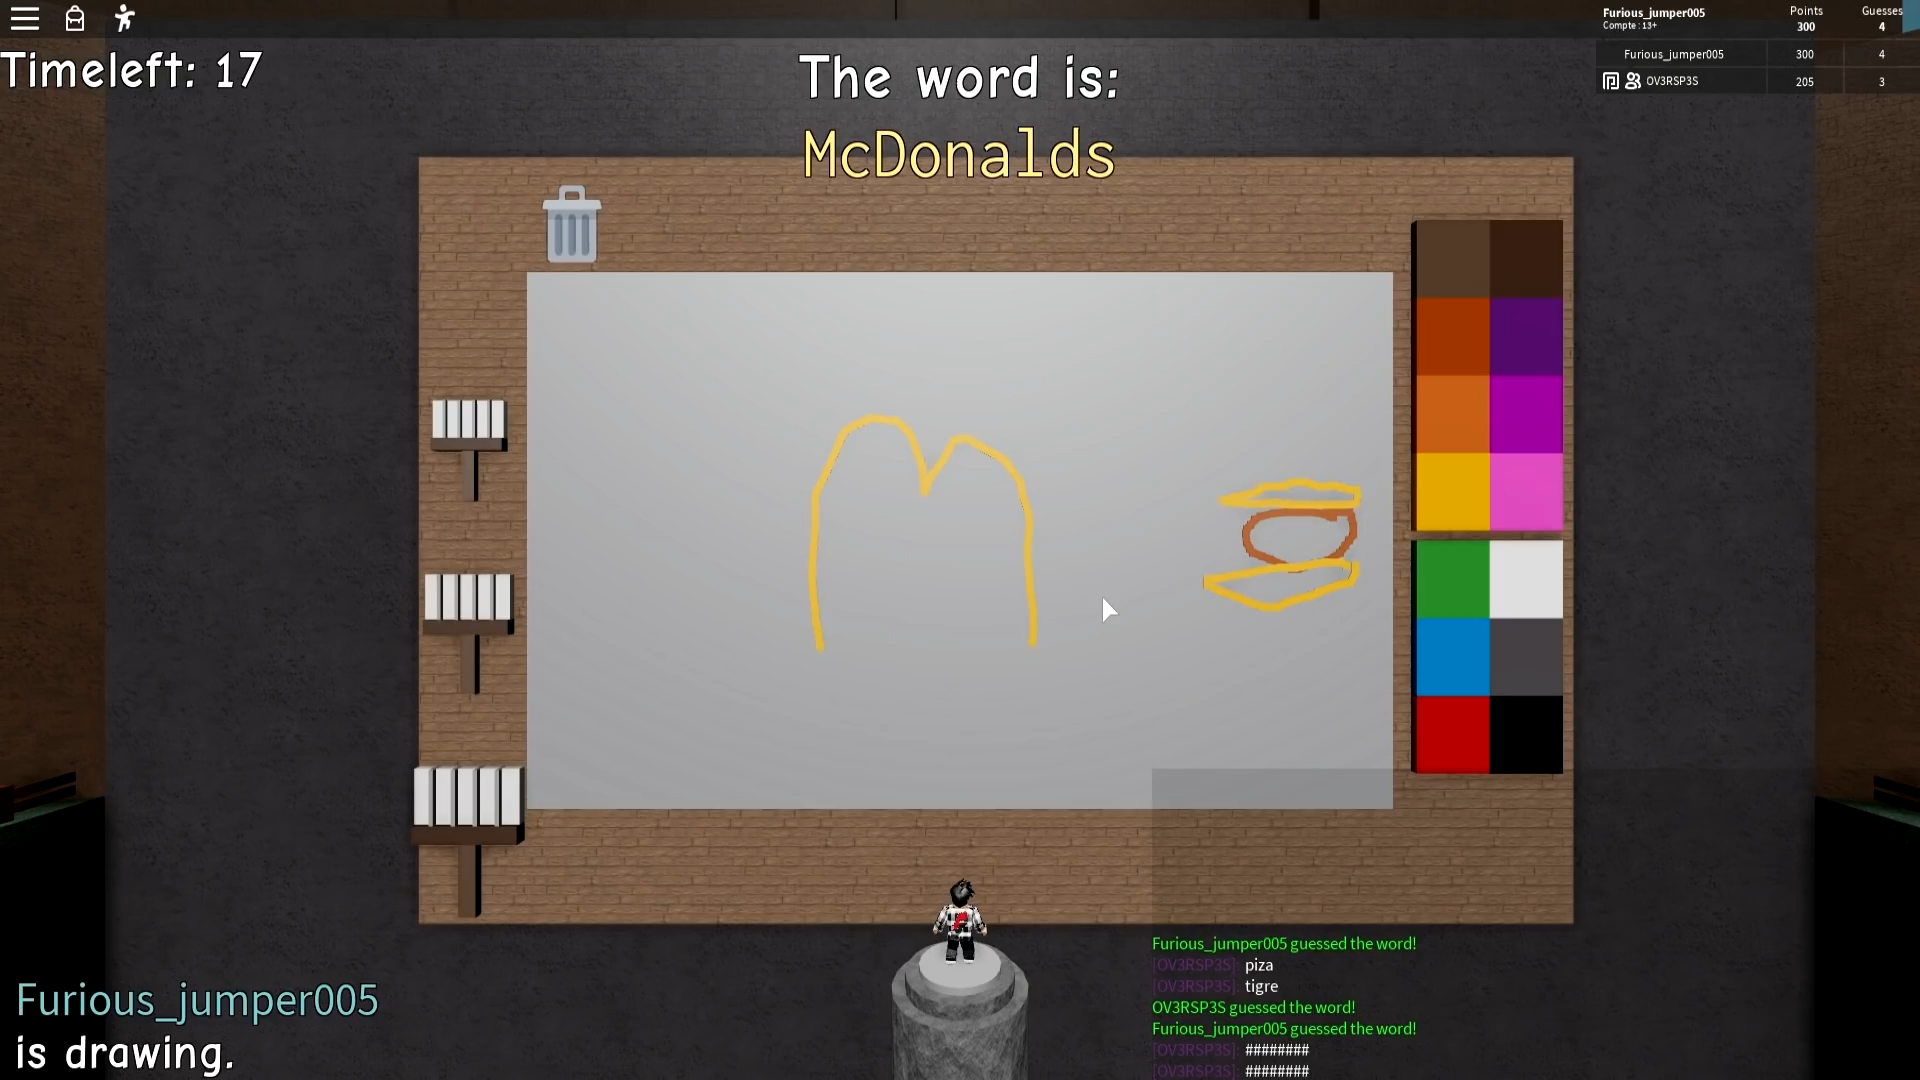 Furious_jumper005 Points Guesses
Compte : 13+ 300 4
Timeleft: 17
The word is:
McDonalds
Furious_jumper005 300 4
OV3RSP3S 205 3
Furious_jumper005 guessed the word!
[OV3RSP3S]: piza
[OV3RSP3S]: tigre
OV3RSP3S guessed the word!
Furious_jumper005 guessed the word!
[OV3RSP3S]: ########
[OV3RSP3S]: ########
Furious_jumper005
is drawing.